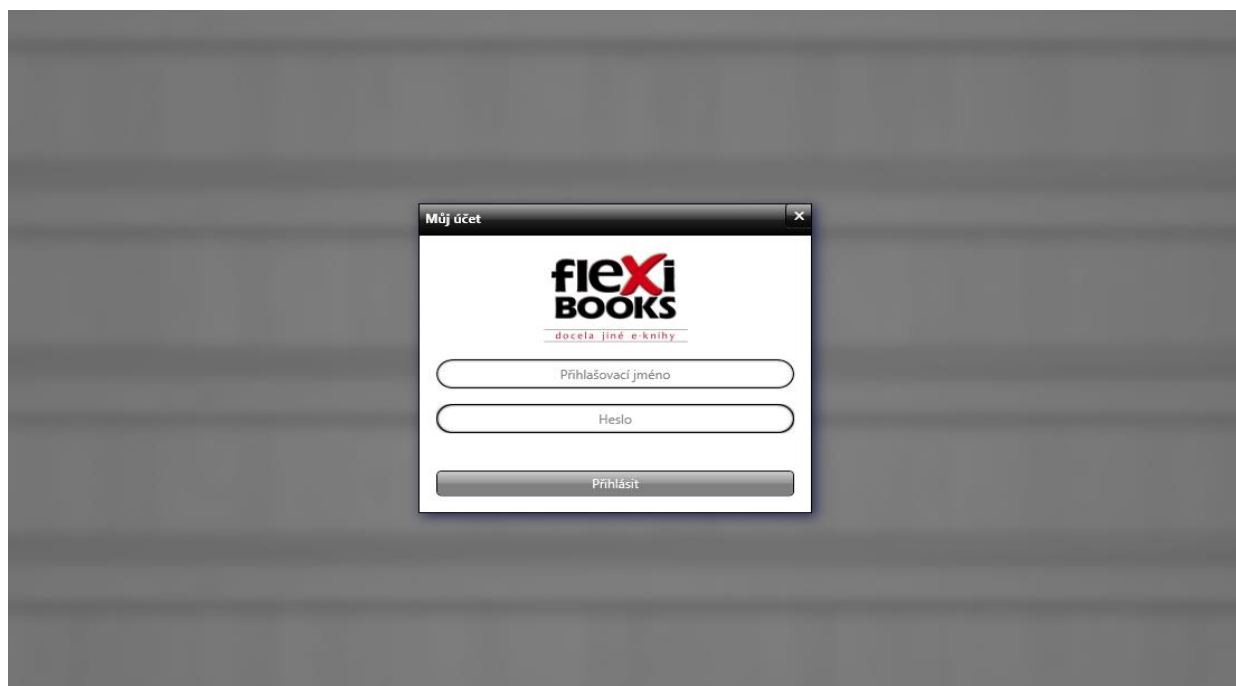 Můj účet
flexi
BOOKS
docela jiné e-knihy
Přihlašovací jméno
Heslo
Přihlásit